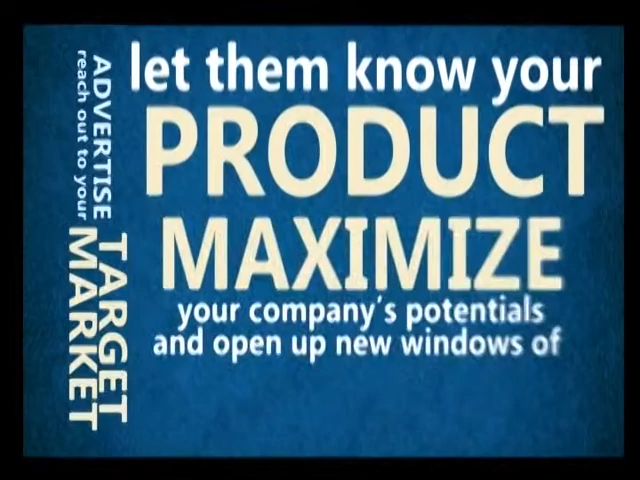 ADVERTISE
reach out to your
TARGET
MARKET
let them know your
PRODUCT
MAXIMIZE
your company's potentials
and open up new windows of